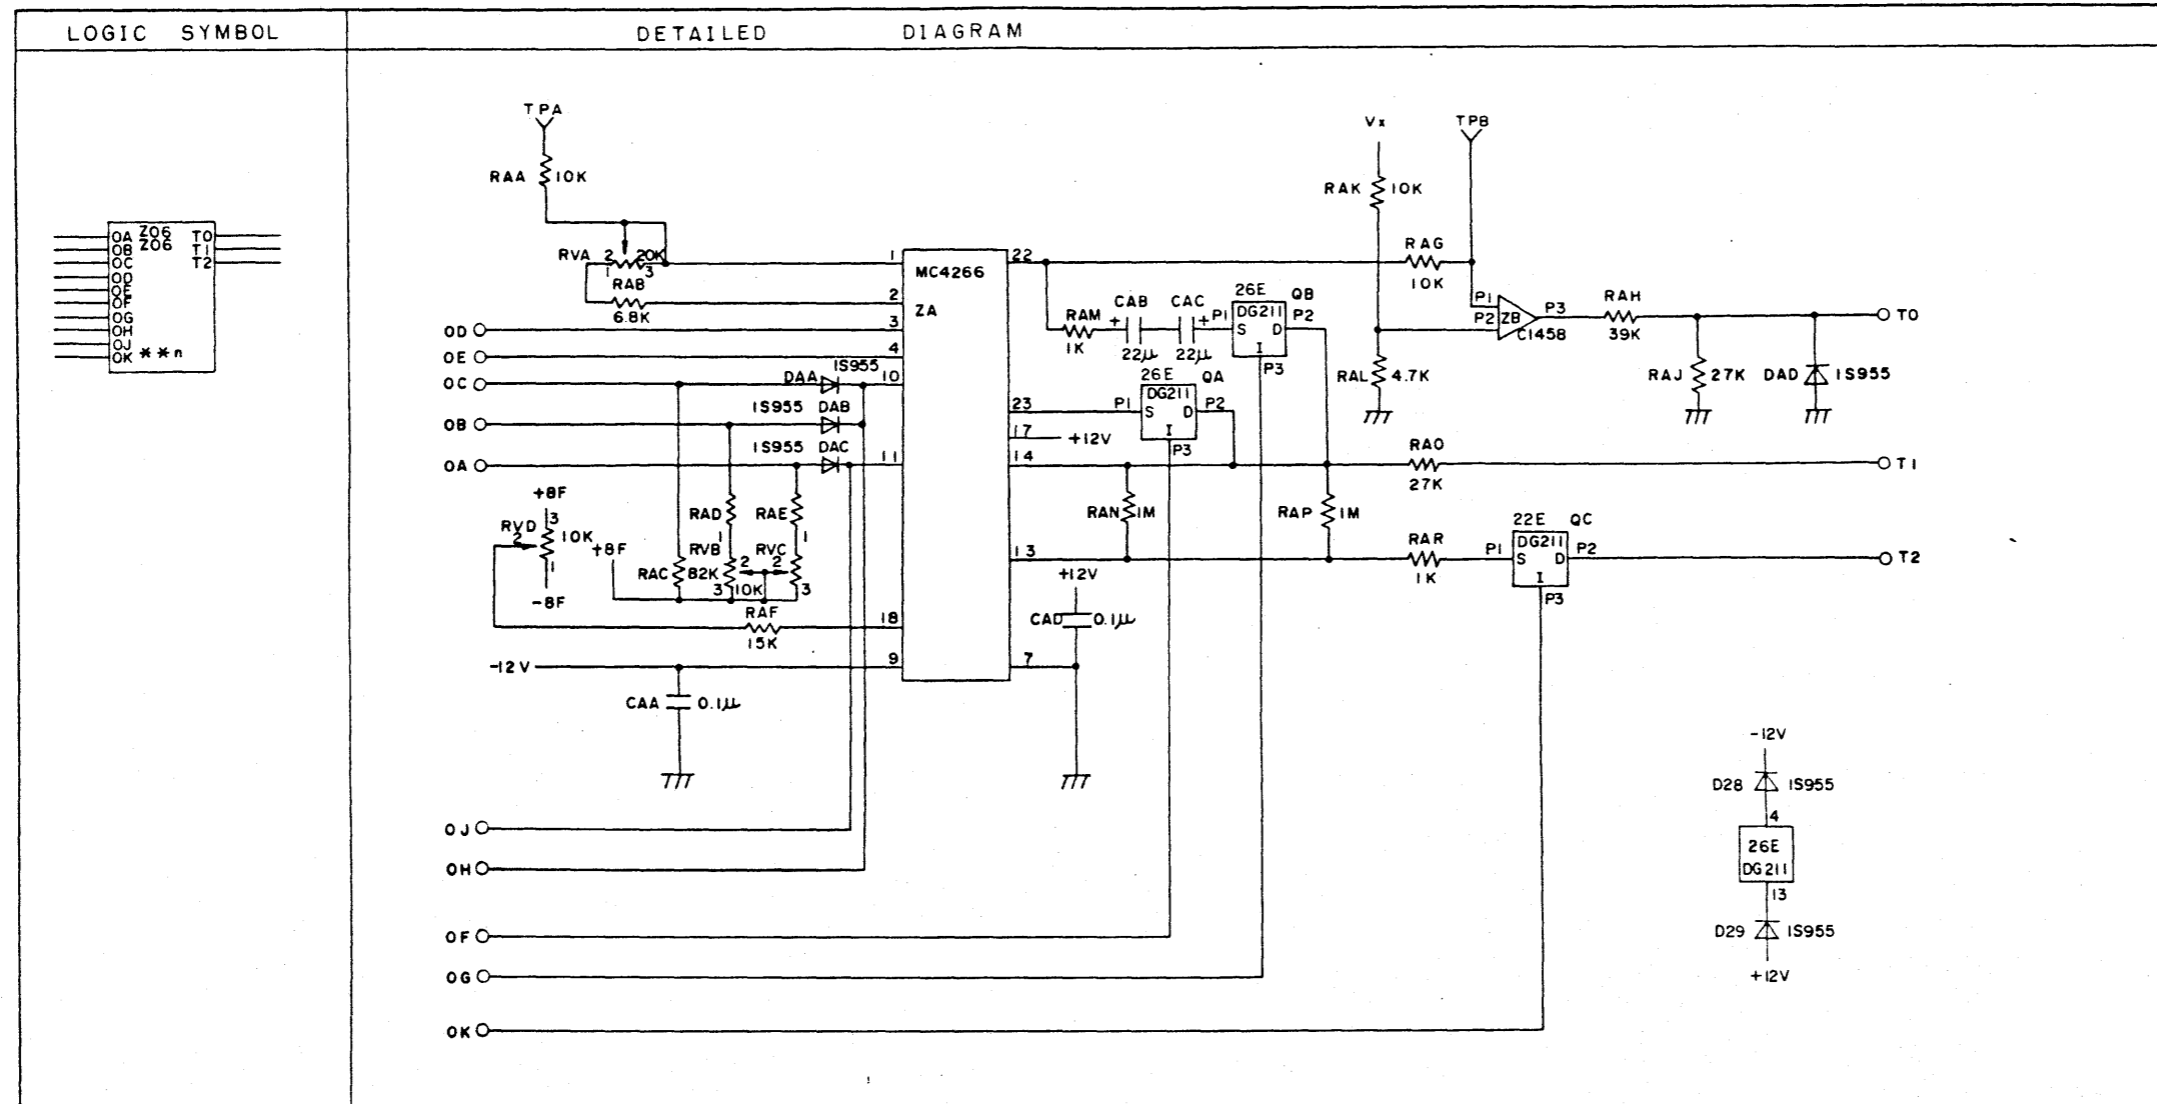 LOGIC SYMBOL
DETAILED DIAGRAM
OA Z06 T0
OB Z06 T1
OC T2
OD
OE
OF
OG
OH
OJ
OK **n
TPA
RAA 10K
RVA 2 20K
1 3
RAB
6.8K
OD
OE
OC
OB
OA
DAA 1S955
1S955 DAB
1S955 DAC
+8F
RVD 3
2 10K
1
-8F
+8F
RAD RAE
1 1
RVB RVC
RAC 82K 2 2
3 10K 3
RAF
15K
-12V
CAA 0.1μ
1
2
3
4
10
11
18
9
MC4266
ZA
22
23
17 +12V
14
13
7
+12V
CAD 0.1μ
RAM
1K
CAB CAC
+ +
22μ 22μ
26E QB
P1 DG211 P2
S D
I
P3
26E QA
P1 DG211 P2
S D
I
P3
RAN 1M
RAP 1M
Vx TPB
RAK 10K
RAG
10K
P1
P2 ZB P3
C1458
RAH
39K
RAL 4.7K
RAJ 27K
DAD 1S955
T0
RAO
27K
T1
RAR
1K
22E QC
P1 DG211 P2
S D
I
P3
T2
OJ
OH
OF
OG
OK
-12V
D28 1S955
4
26E
DG211
13
D29 1S955
+12V